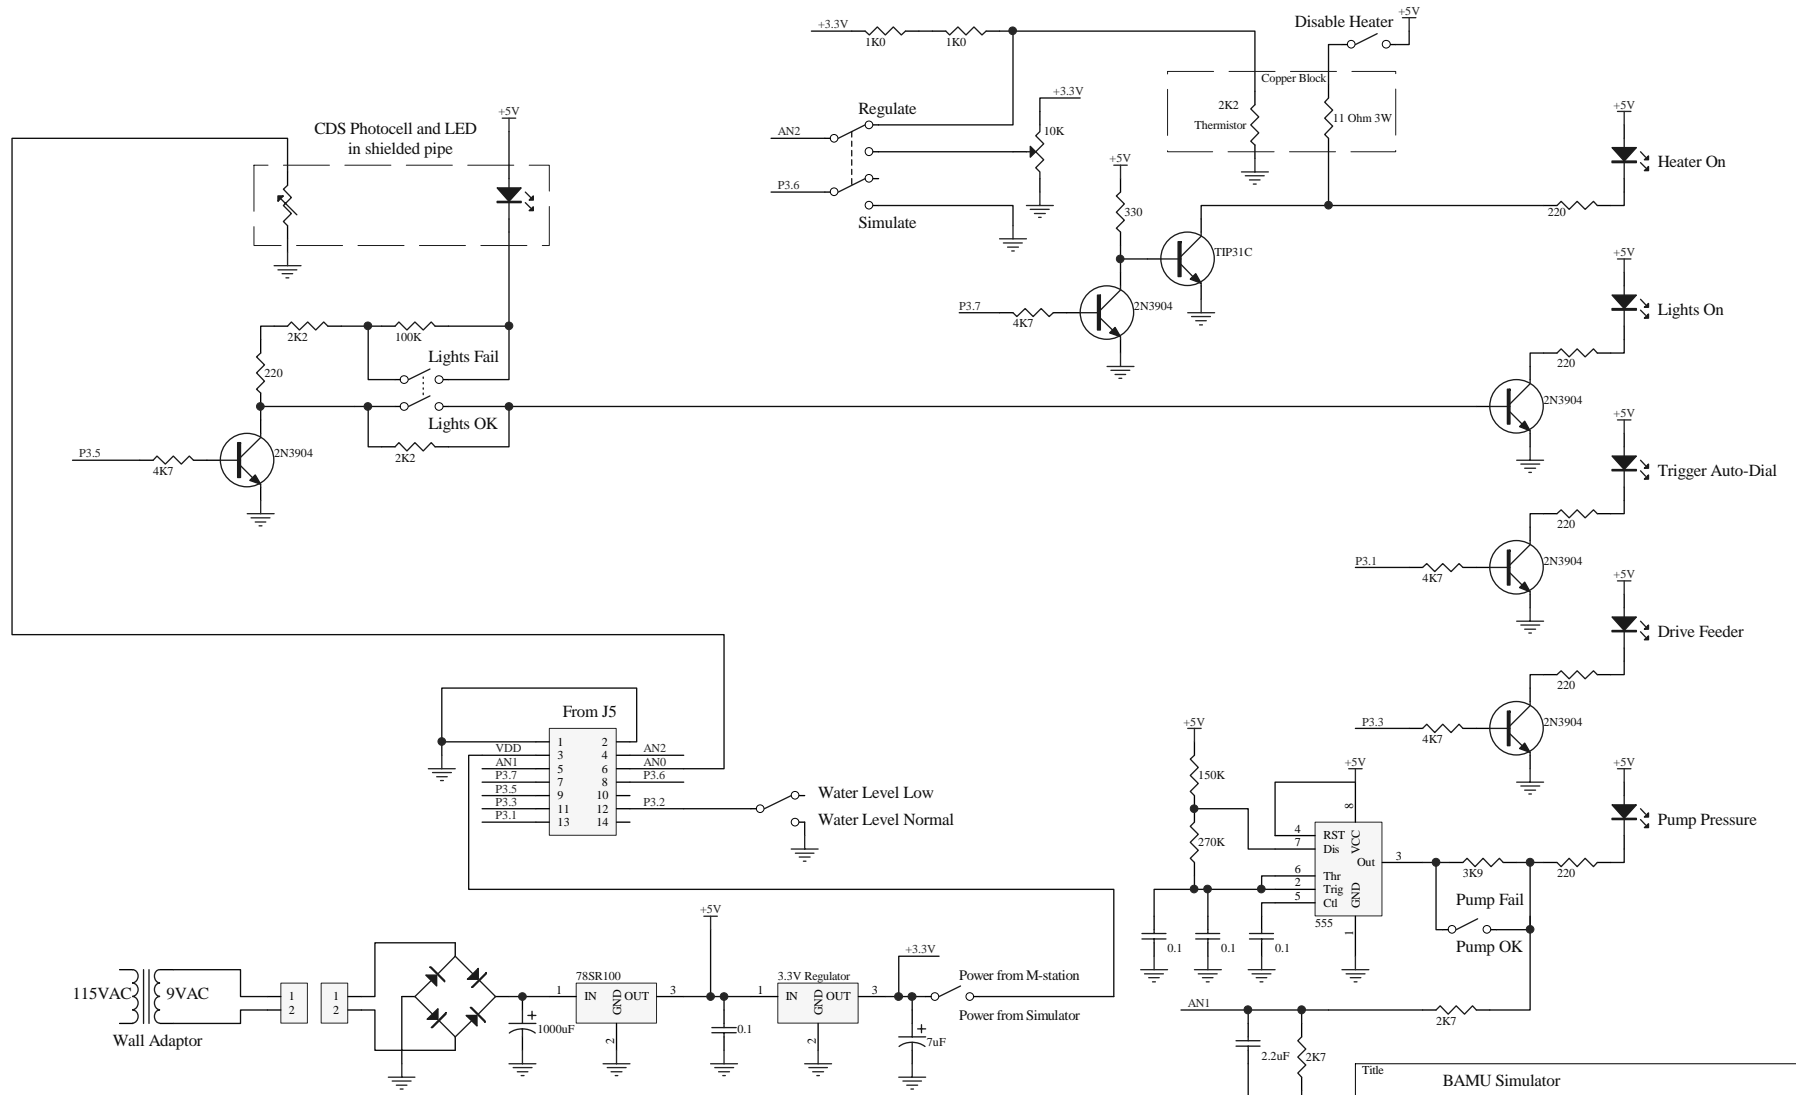 +3.3V
1K0
1K0
Disable Heater
+5V
Copper Block
2K2
Thermistor
11 Ohm 3W
+5V
Heater On
220
Regulate
AN2
P3.6
Simulate
+3.3V
10K
+5V
330
TIP31C
P3.7
4K7
2N3904
+5V
CDS Photocell and LED
in shielded pipe
2K2
100K
220
Lights Fail
Lights OK
2K2
P3.5
4K7
2N3904
+5V
Lights On
220
2N3904
+5V
Trigger Auto-Dial
220
P3.1
4K7
2N3904
+5V
Drive Feeder
220
P3.3
4K7
2N3904
From J5
1 2
VDD 3 4 AN2
AN1 5 6 AN0
P3.7 7 8 P3.6
P3.5 9 10
P3.3 11 12 P3.2
P3.1 13 14
Water Level Low
Water Level Normal
+5V
150K
270K
+5V
8
4 RST
7 Dis
VCC
Out 3
6 Thr
2 Trig
5 Ctl
GND
555
1
0.1
0.1
0.1
+5V
Pump Pressure
3K9
220
Pump Fail
Pump OK
AN1
2K7
2.2uF
2K7
115VAC
9VAC
Wall Adaptor
1
2
1
2
1000uF
78SR100
1 IN OUT 3
GND
2
+5V
0.1
3.3V Regulator
1 IN OUT 3
GND
2
+3.3V
7uF
Power from M-station
Power from Simulator
Title
BAMU Simulator